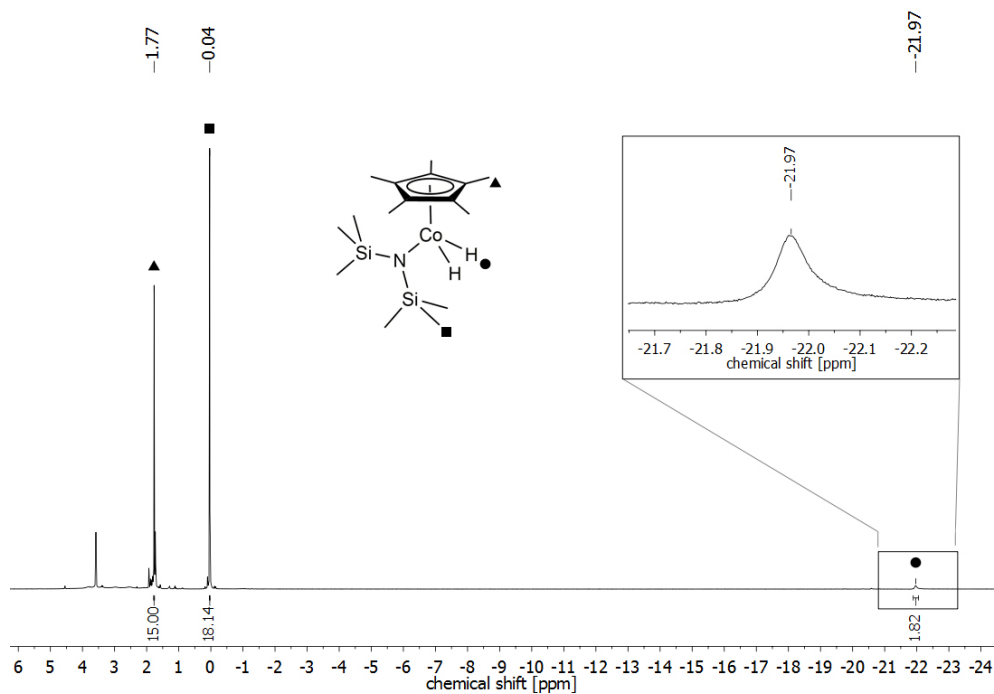 -1.77
-0.04
-21.97
-21.97
-21.7 -21.8 -21.9 -22.0 -22.1 -22.2
chemical shift [ppm]
Co
H
H
Si
N
Si
15.00
18.14
1.82
6 5 4 3 2 1 0 -1 -2 -3 -4 -5 -6 -7 -8 -9 -10 -11 -12 -13 -14 -15 -16 -17 -18 -19 -20 -21 -22 -23 -24
chemical shift [ppm]